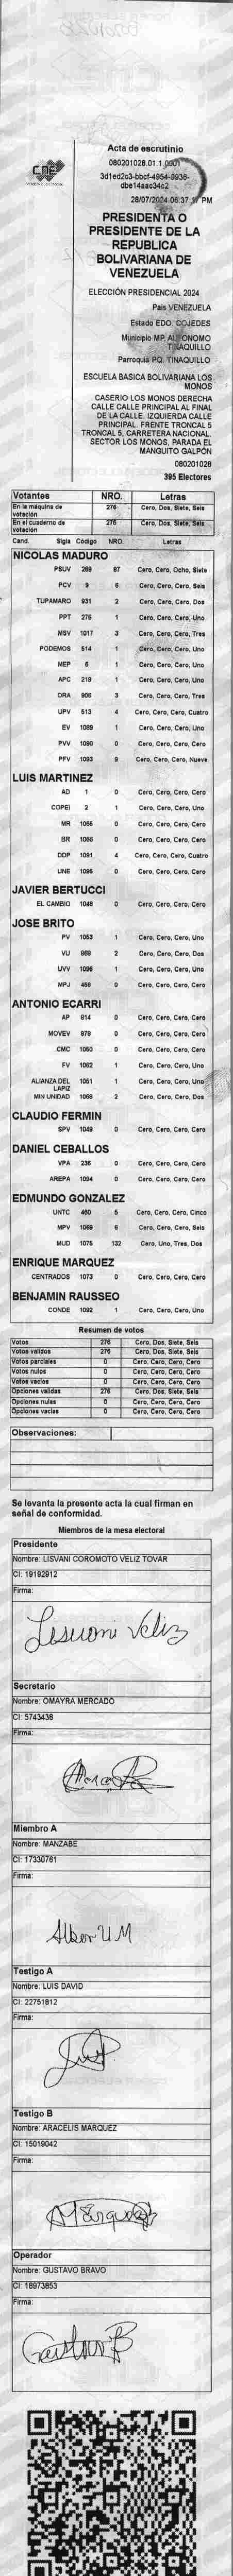 CNE
Acta de escrutinio
080201028.01.1.0001
28/07/2024 06:37: PM
PRESIDENTA O
PRESIDENTE DE LA
REPUBLICA
BOLIVARIANA DE
VENEZUELA
ELECCIÓN PRESIDENCIAL 2024
Pais VENEZUELA
Estado EDO. COJEDES
Municipio MP. AUTONOMO
TINAQUILLO
Parroquia PQ. TINAQUILLO
ESCUELA BASICA BOLIVARIANA LOS
MONOS
CASERIO LOS MONOS DERECHA
CALLE CALLE PRINCIPAL AL FINAL
DE LA CALLE. IZQUIERDA CALLE
PRINCIPAL. FRENTE TRONCAL 5
TRONCAL 5, CARRETERA NACIONAL,
SECTOR LOS MONOS, PARADA EL
MANGUITO GALPÓN
080201028
395 Electores
Votantes NRO. Letras
En la máquina de votación 276 Cero, Dos, Siete, Seis
En el cuaderno de votación 276 Cero, Dos, Siete, Seis
Cand. Sigla Código NRO. Letras
NICOLAS MADURO
PSUV 269 87 Cero, Cero, Ocho, Siete
PCV 9 6 Cero, Cero, Cero, Seis
TUPAMARO 931 2 Cero, Cero, Cero, Dos
PPT 275 1 Cero, Cero, Cero, Uno
MSV 1017 3 Cero, Cero, Cero, Tres
PODEMOS 514 1 Cero, Cero, Cero, Uno
MEP 6 1 Cero, Cero, Cero, Uno
APC 219 1 Cero, Cero, Cero, Uno
ORA 906 3 Cero, Cero, Cero, Tres
UPV 513 4 Cero, Cero, Cero, Cuatro
EV 1089 1 Cero, Cero, Cero, Uno
PVV 1090 0 Cero, Cero, Cero, Cero
PFV 1093 9 Cero, Cero, Cero, Nueve
LUIS MARTINEZ
AD 1 0 Cero, Cero, Cero, Cero
COPEI 2 1 Cero, Cero, Cero, Uno
MR 1065 0 Cero, Cero, Cero, Cero
BR 1066 0 Cero, Cero, Cero, Cero
DDP 1091 4 Cero, Cero, Cero, Cuatro
UNE 1095 0 Cero, Cero, Cero, Cero
JAVIER BERTUCCI
EL CAMBIO 1048 0 Cero, Cero, Cero, Cero
JOSE BRITO
PV 1053 1 Cero, Cero, Cero, Uno
VU 969 2 Cero, Cero, Cero, Dos
UVV 1096 1 Cero, Cero, Cero, Uno
MPJ 458 0 Cero, Cero, Cero, Cero
ANTONIO ECARRI
AP 914 0 Cero, Cero, Cero, Cero
MOVEV 979 0 Cero, Cero, Cero, Cero
CMC 1050 0 Cero, Cero, Cero, Cero
FV 1062 1 Cero, Cero, Cero, Uno
ALIANZA DEL LAPIZ 1051 1 Cero, Cero, Cero, Uno
MIN UNIDAD 1068 2 Cero, Cero, Cero, Dos
CLAUDIO FERMIN
SPV 1049 0 Cero, Cero, Cero, Cero
DANIEL CEBALLOS
VPA 236 0 Cero, Cero, Cero, Cero
AREPA 1094 0 Cero, Cero, Cero, Cero
EDMUNDO GONZALEZ
UNTC 460 5 Cero, Cero, Cero, Cinco
MPV 1069 6 Cero, Cero, Cero, Seis
MUD 1075 132 Cero, Uno, Tres, Dos
ENRIQUE MARQUEZ
CENTRADOS 1073 0 Cero, Cero, Cero, Cero
BENJAMIN RAUSSEO
CONDE 1092 1 Cero, Cero, Cero, Uno
Resumen de votos
Votos 276 Cero, Dos, Siete, Seis
Votos validos 276 Cero, Dos, Siete, Seis
Votos parciales 0 Cero, Cero, Cero, Cero
Votos nulos 0 Cero, Cero, Cero, Cero
Votos vacios 0 Cero, Cero, Cero, Cero
Opciones validas 276 Cero, Dos, Siete, Seis
Opciones nulas 0 Cero, Cero, Cero, Cero
Opciones vacias 0 Cero, Cero, Cero, Cero
Observaciones:
Se levanta la presente acta la cual firman en
señal de conformidad.
Miembros de la mesa electoral
Presidente
Nombre: LISVANI COROMOTO VELIZ TOVAR
CI: 19192912
Firma:
Secretario
Nombre: OMAYRA MERCADO
CI: 5743438
Firma:
Miembro A
Nombre: MANZABE
CI: 17330761
Firma:
Alber U M
Testigo A
Nombre: LUIS DAVID
CI: 22751812
Firma:
Testigo B
Nombre: ARACELIS MARQUEZ
CI: 15019042
Firma:
Operador
Nombre: GUSTAVO BRAVO
CI: 18973853
Firma: